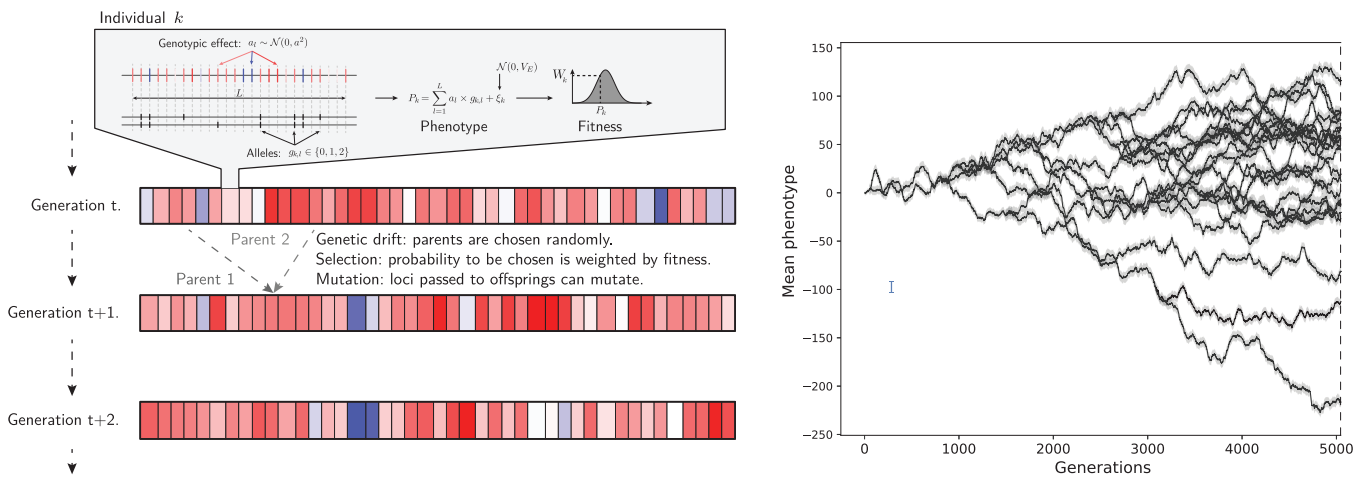 Individual k
Genotypic effect: a_l ∼ N(0, a²)
L
Alleles: g_{k,l} ∈ {0, 1, 2}
N(0, V_E)
P_k = ∑_{l=1}^{L} a_l × g_{k,l} + ξ_k
Phenotype
W_k
P_k
Fitness
Generation t.
Parent 2
Parent 1
Genetic drift: parents are chosen randomly.
Selection: probability to be chosen is weighted by fitness.
Mutation: loci passed to offsprings can mutate.
Generation t+1.
Generation t+2.
Mean phenotype
150
100
50
0
−50
−100
−150
−200
−250
0 1000 2000 3000 4000 5000
Generations